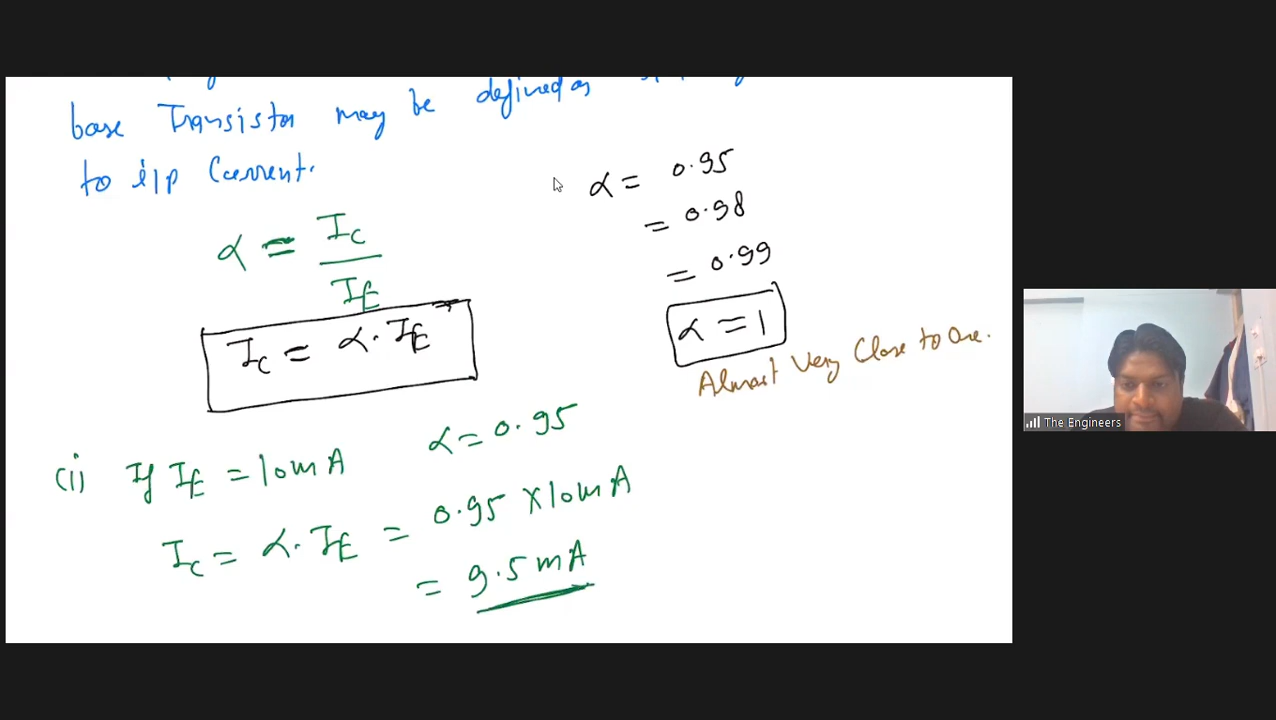 base Transistor may be defined as
to i/p Current.
α = 0.95
= 0.98
= 0.99
α = 1
Almost Very Close to One.
α = IC / IE
IC = α. IE
(i) If IE = 10mA α = 0.95
IC = α. IE = 0.95 X 10mA
= 9.5mA
The Engineers